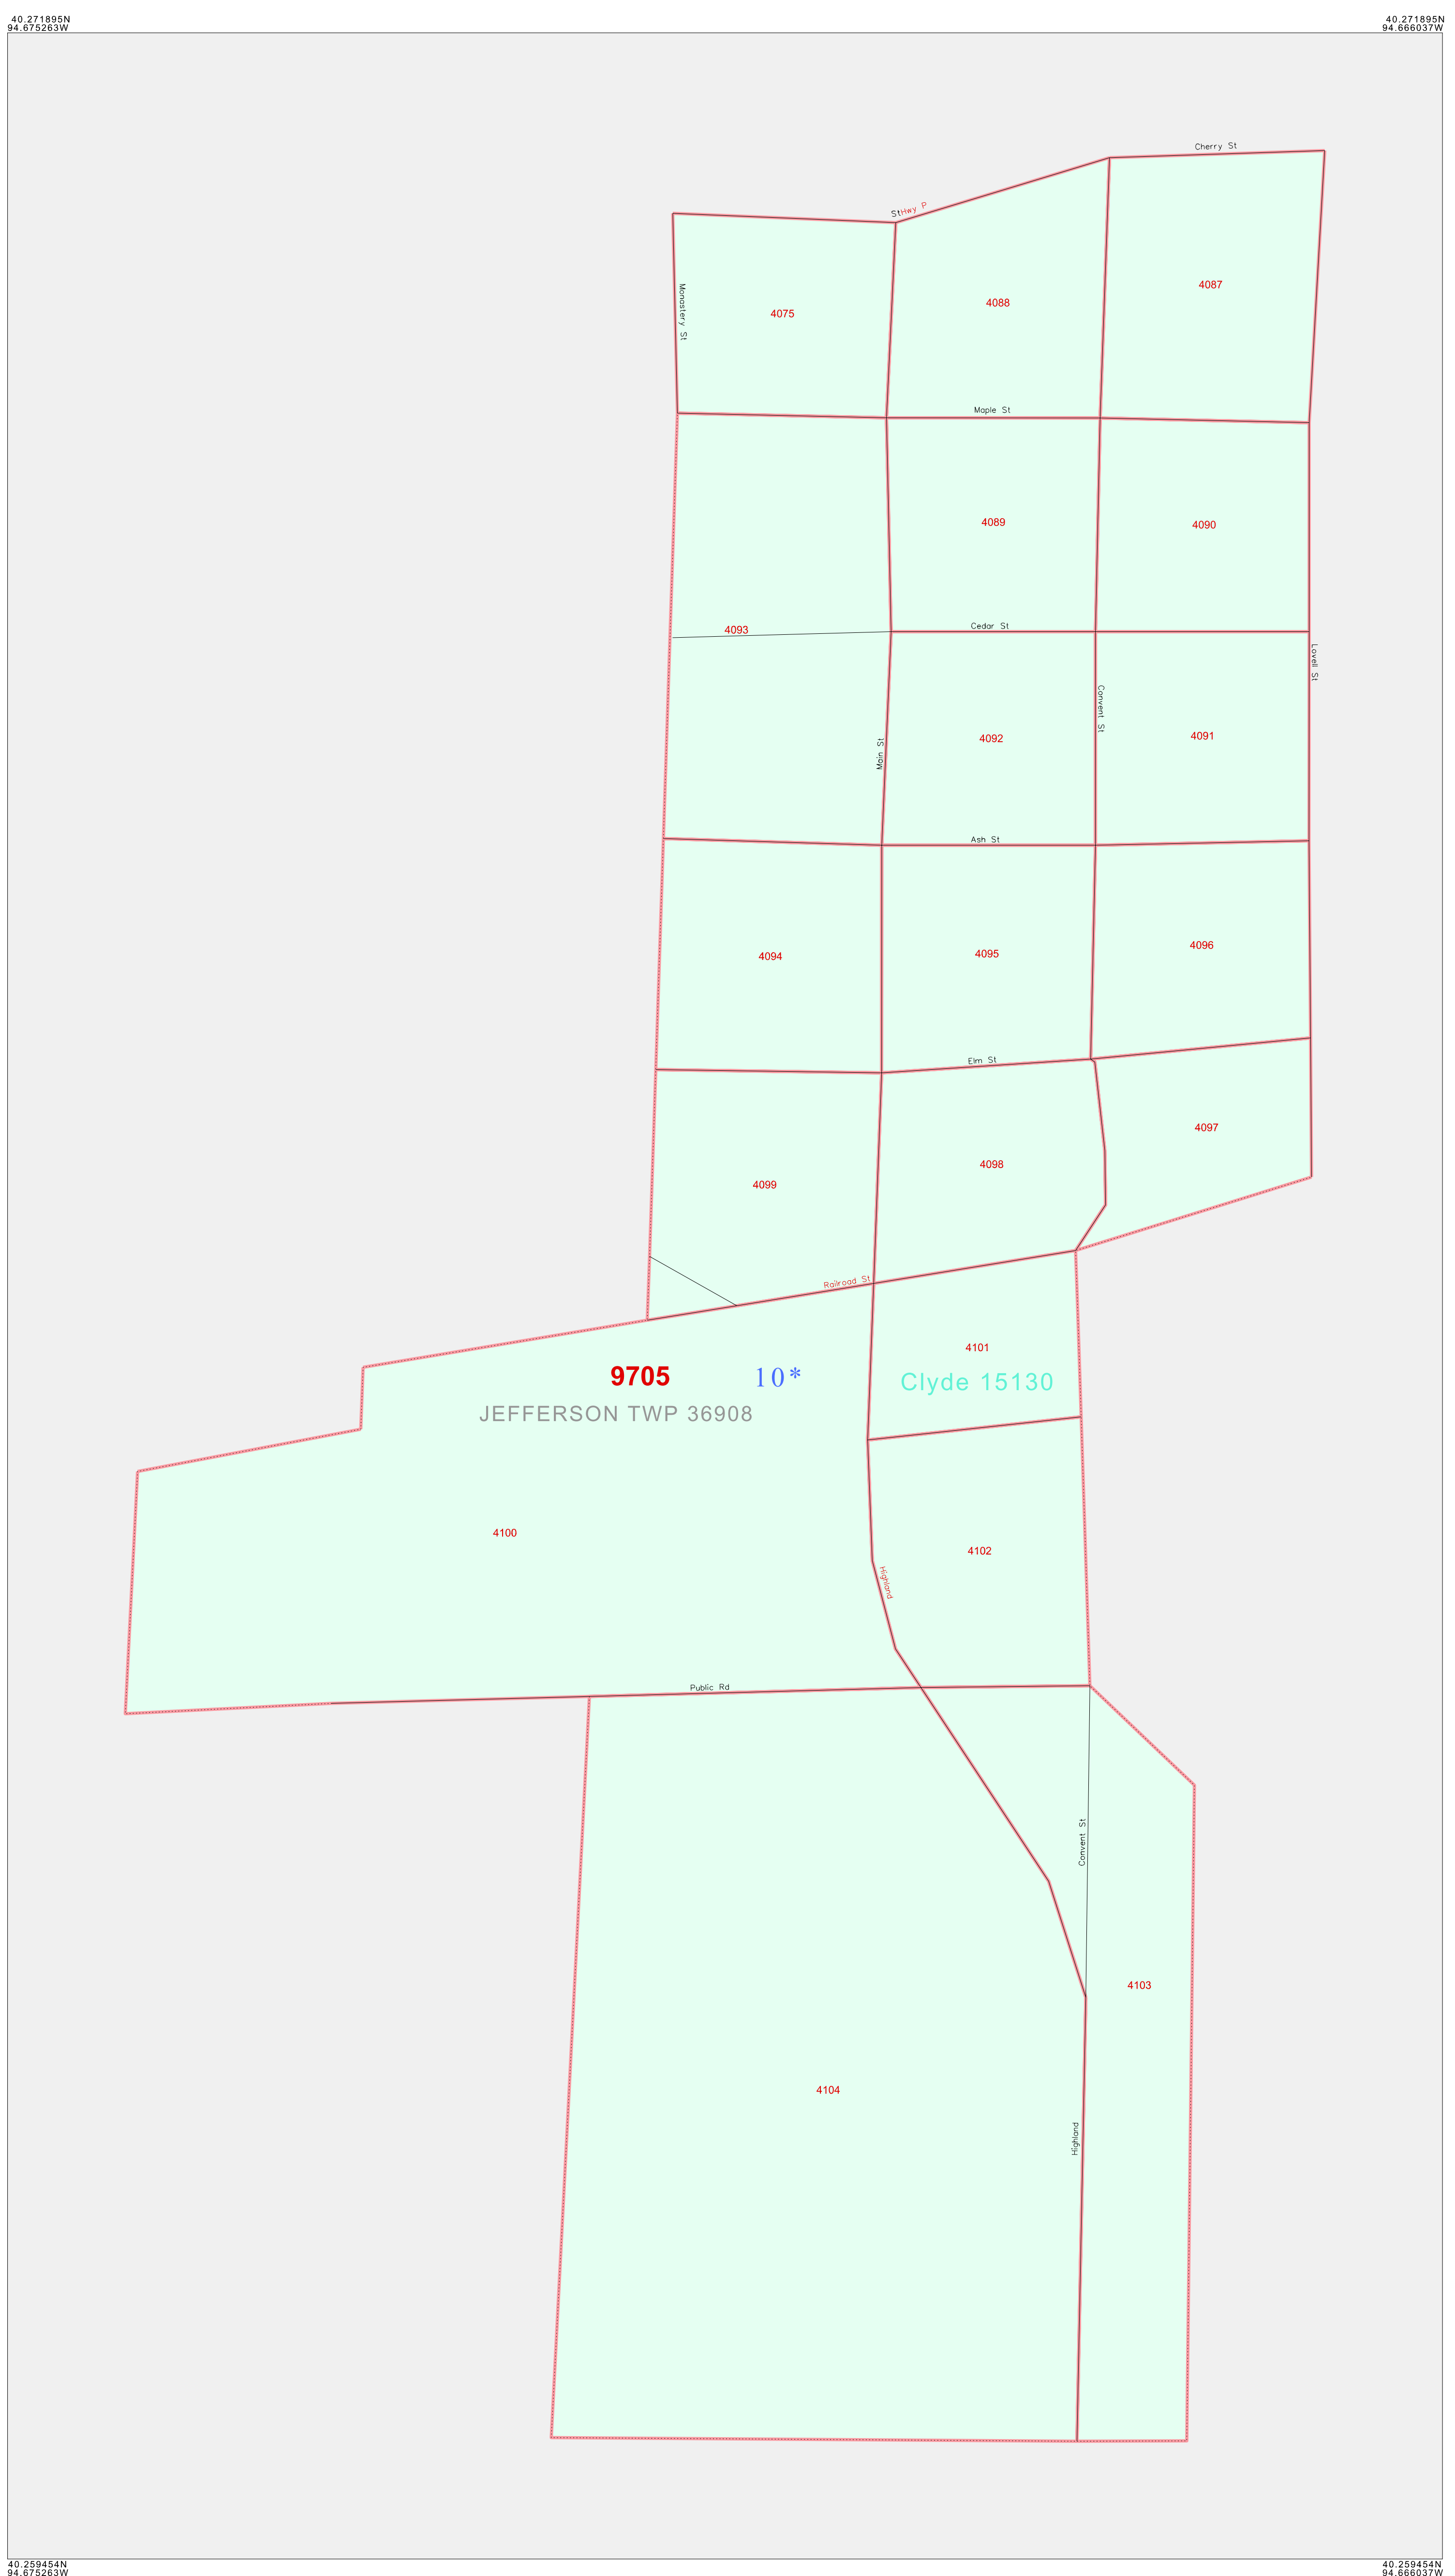 40.271895N
94.675263W
40.271895N
94.666037W
Cherry St
StHwy P
4087
4088
Monastery St
4075
Maple St
4089
4090
Cedar St
4093
Lovell St
Convent St
Main St
4092
4091
Ash St
4094
4095
4096
Elm St
4097
4098
4099
Railroad St
4101
9705
10*
Clyde 15130
JEFFERSON TWP 36908
4100
4102
Highland
Public Rd
Convent St
4103
4104
Highland
40.259454N
94.675263W
40.259454N
94.666037W